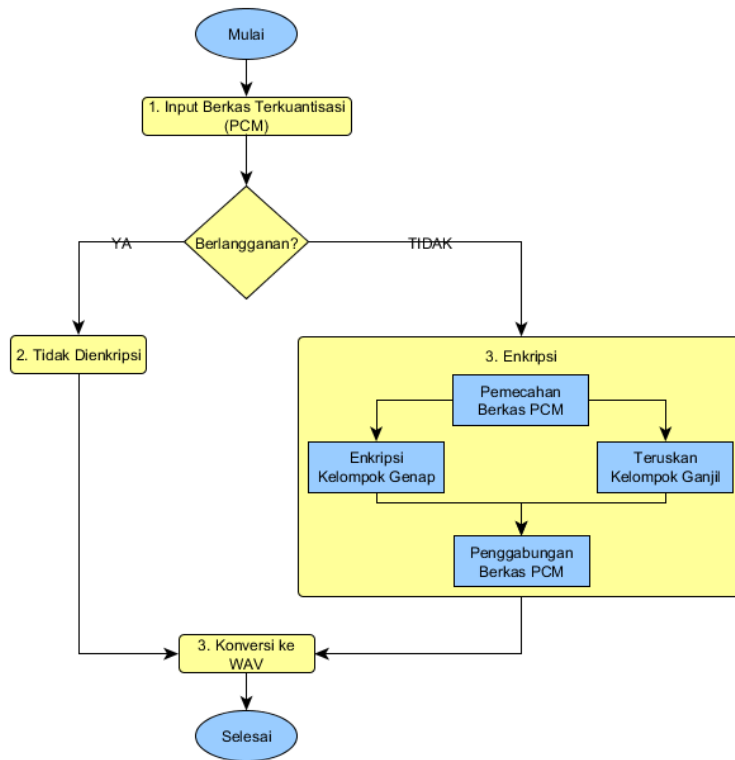 Mulai
1. Input Berkas Terkuantisasi
(PCM)
Berlangganan?
YA
TIDAK
2. Tidak Dienkripsi
3. Enkripsi
Pemecahan
Berkas PCM
Enkripsi
Kelompok Genap
Teruskan
Kelompok Ganjil
Penggabungan
Berkas PCM
3. Konversi ke
WAV
Selesai